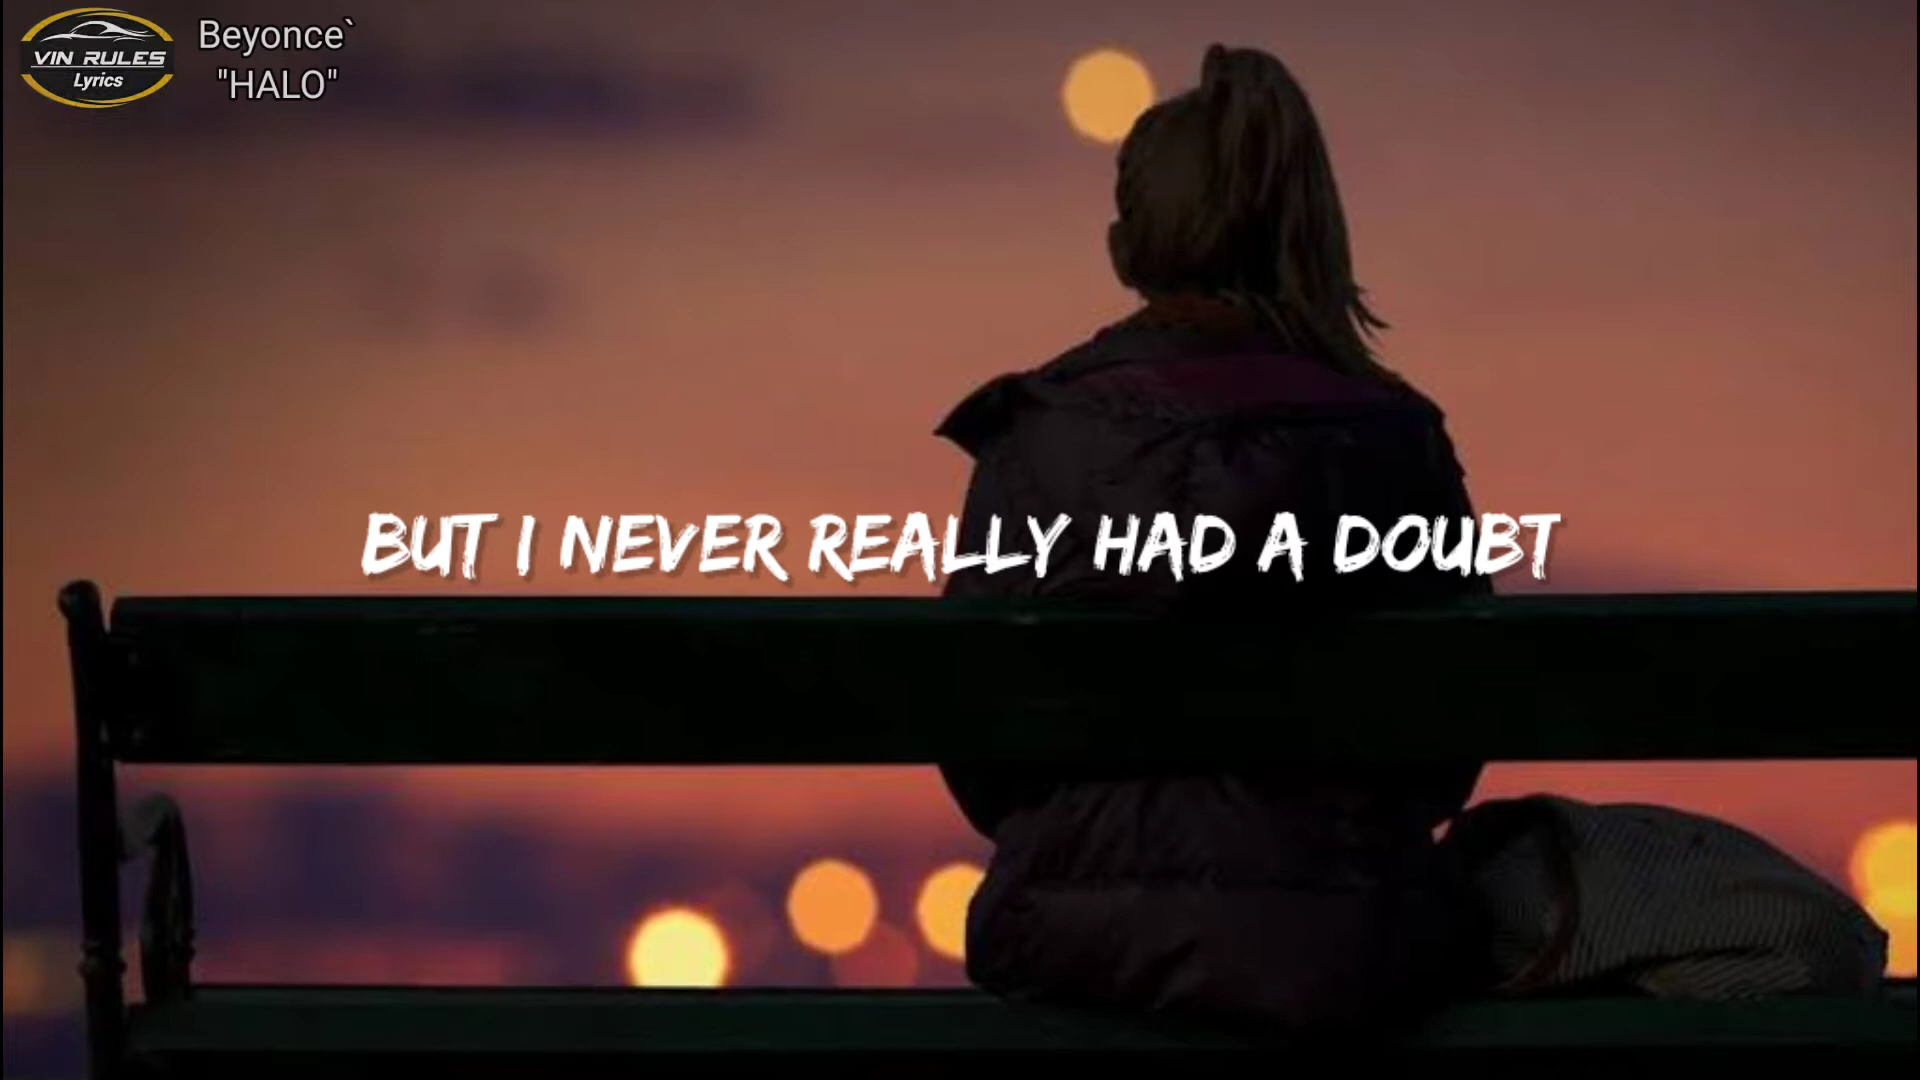 VIN RULES
Lyrics
Beyonce`
"HALO"
BUT I NEVER REALLY HAD A DOUBT